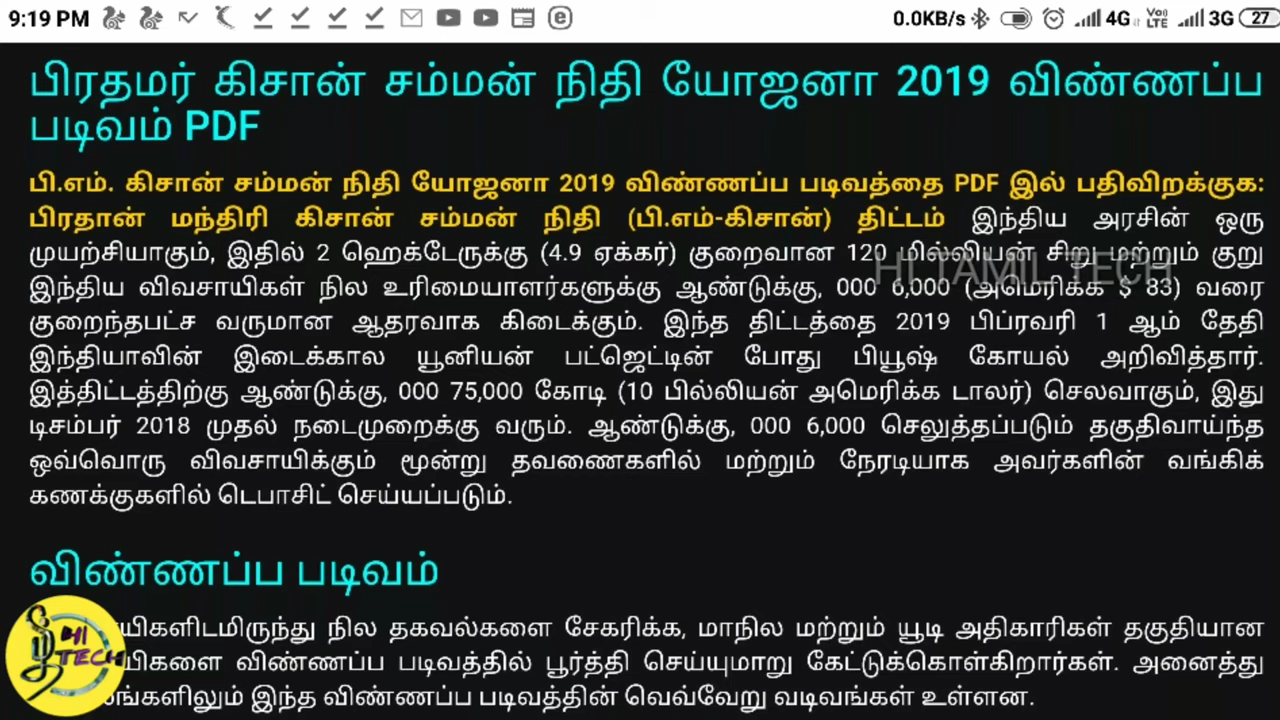 9:19 PM
0.0KB/s 4G VoLTE 3G 27
பிரதமர் கிசான் சம்மன் நிதி யோஜனா 2019 விண்ணப்ப
படிவம் PDF
பி.எம். கிசான் சம்மன் நிதி யோஜனா 2019 விண்ணப்ப படிவத்தை PDF இல் பதிவிறக்குக:
பிரதான் மந்திரி கிசான் சம்மன் நிதி (பி.எம்-கிசான்) திட்டம் இந்திய அரசின் ஒரு
முயற்சியாகும், இதில் 2 ஹெக்டேருக்கு (4.9 ஏக்கர்) குறைவான 120 மில்லியன் சிறு மற்றும் குறு
HI TAMIL TECH
இந்திய விவசாயிகள் நில உரிமையாளர்களுக்கு ஆண்டுக்கு, 000 6,000 (அமெரிக்க $ 83) வரை
குறைந்தபட்ச வருமான ஆதரவாக கிடைக்கும். இந்த திட்டத்தை 2019 பிப்ரவரி 1 ஆம் தேதி
இந்தியாவின் இடைக்கால யூனியன் பட்ஜெட்டின் போது பியூஷ் கோயல் அறிவித்தார்.
இத்திட்டத்திற்கு ஆண்டுக்கு, 000 75,000 கோடி (10 பில்லியன் அமெரிக்க டாலர்) செலவாகும், இது
டிசம்பர் 2018 முதல் நடைமுறைக்கு வரும். ஆண்டுக்கு, 000 6,000 செலுத்தப்படும் தகுதிவாய்ந்த
ஒவ்வொரு விவசாயிக்கும் மூன்று தவணைகளில் மற்றும் நேரடியாக அவர்களின் வங்கிக்
கணக்குகளில் டெபாசிட் செய்யப்படும்.
விண்ணப்ப படிவம்
யிகளிடமிருந்து நில தகவல்களை சேகரிக்க, மாநில மற்றும் யூடி அதிகாரிகள் தகுதியான
யிகளை விண்ணப்ப படிவத்தில் பூர்த்தி செய்யுமாறு கேட்டுக்கொள்கிறார்கள். அனைத்து
ங்களிலும் இந்த விண்ணப்ப படிவத்தின் வெவ்வேறு வடிவங்கள் உள்ளன.
HI
TECH